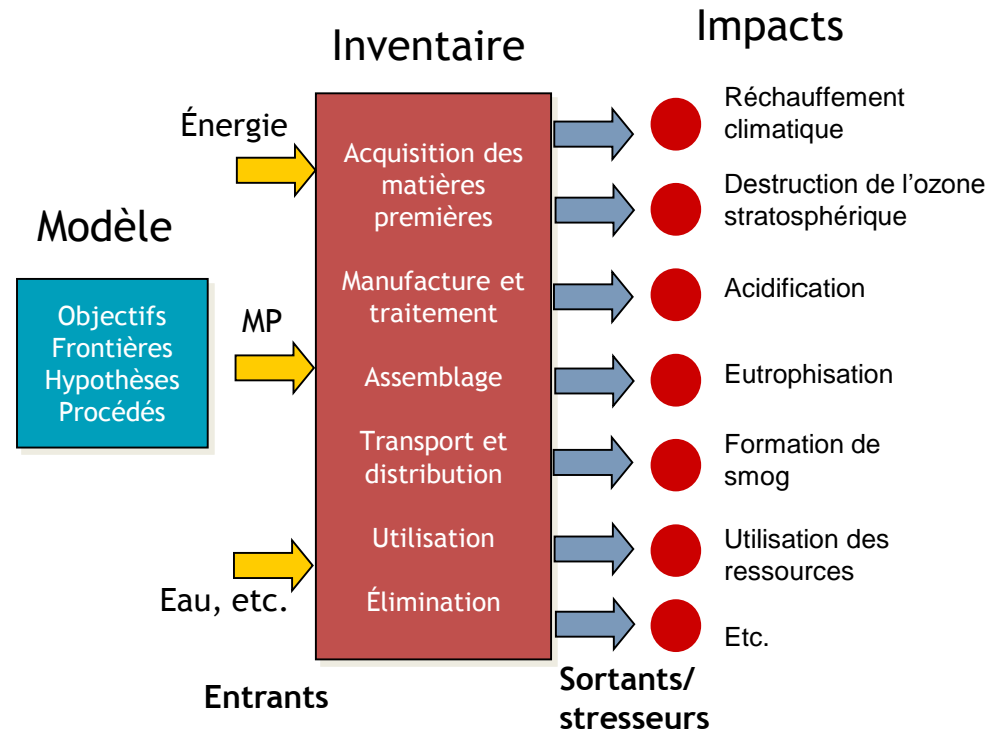 Modèle
Objectifs
Frontières
Hypothèses
Procédés
Énergie
MP
Eau, etc.
Entrants
Inventaire
Acquisition des
matières
premières
Manufacture et
traitement
Assemblage
Transport et
distribution
Utilisation
Élimination
Sortants/
stresseurs
Impacts
Réchauffement
climatique
Destruction de l’ozone
stratosphérique
Acidification
Eutrophisation
Formation de
smog
Utilisation des
ressources
Etc.